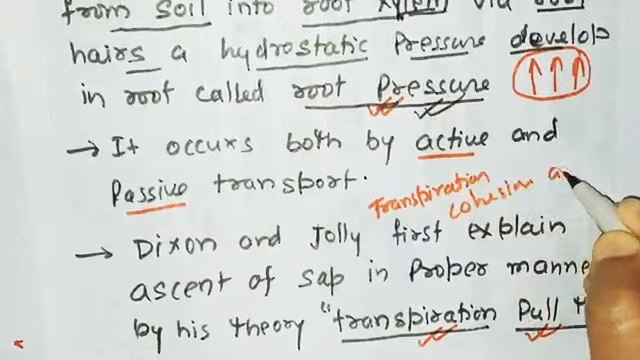 from soil into root xylem via root
hairs a hydrostatic Pressure develop
in root called root Pressure
→ It occurs both by active and
Passive transport.
Transpiration
cohesion a
→ Dixon and Jolly first explain
ascent of sap in Proper manne
by his theory "transpiration Pull t